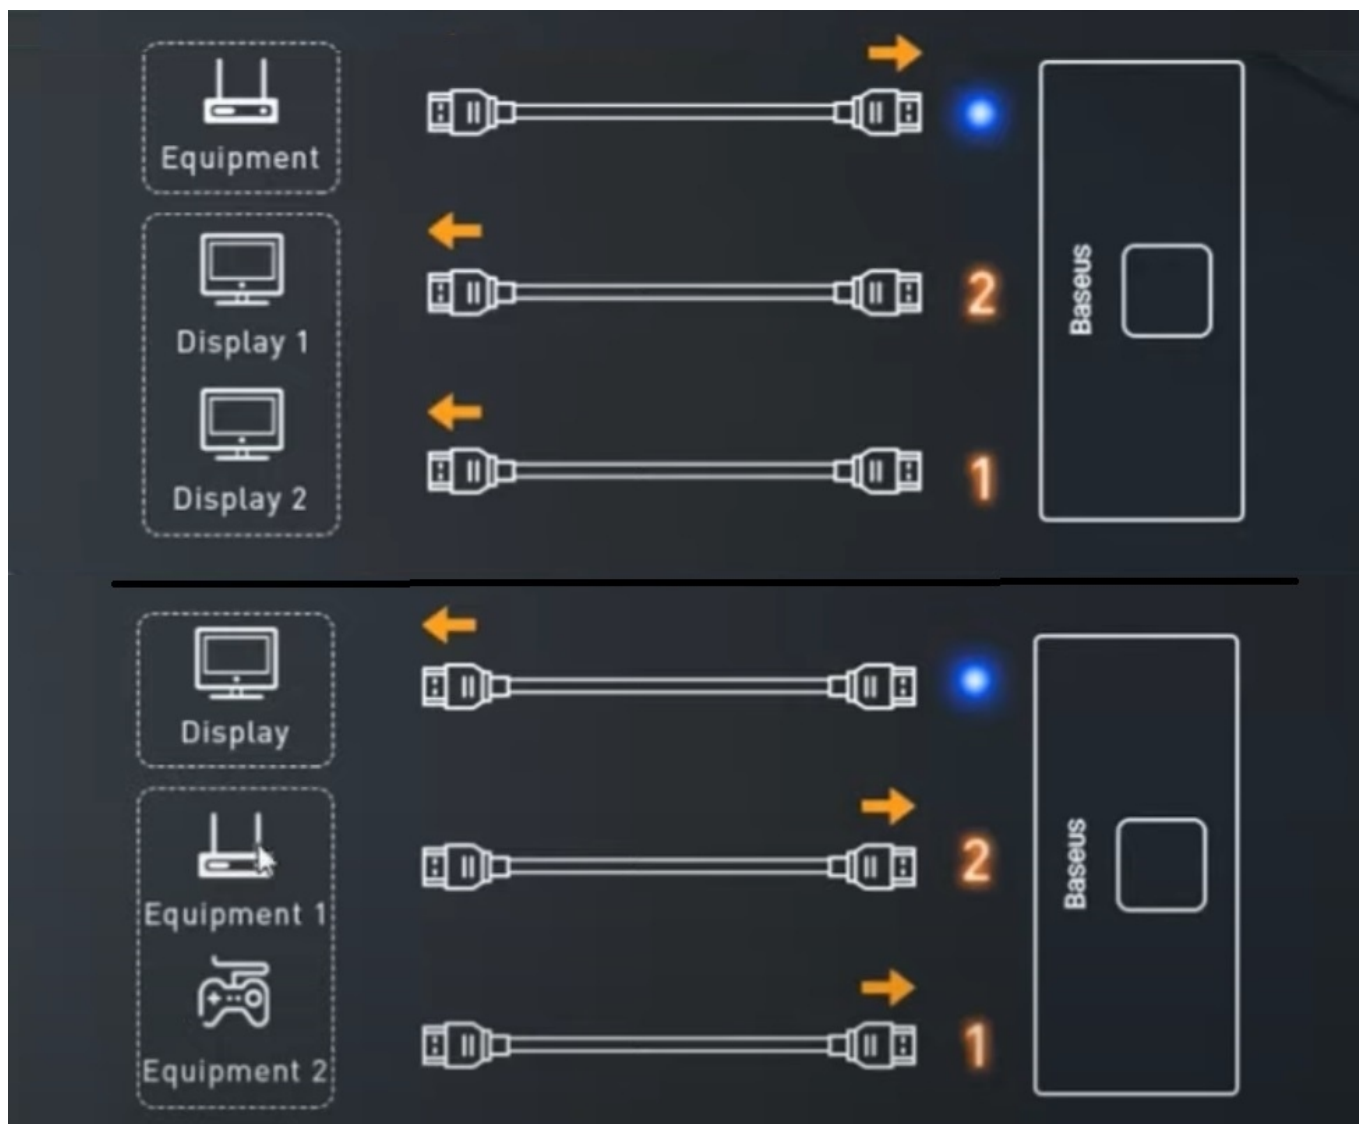 Equipment
2
Display 1
Baseus
Display 2
1
Display
2
Equipment 1
Baseus
Equipment 2
1